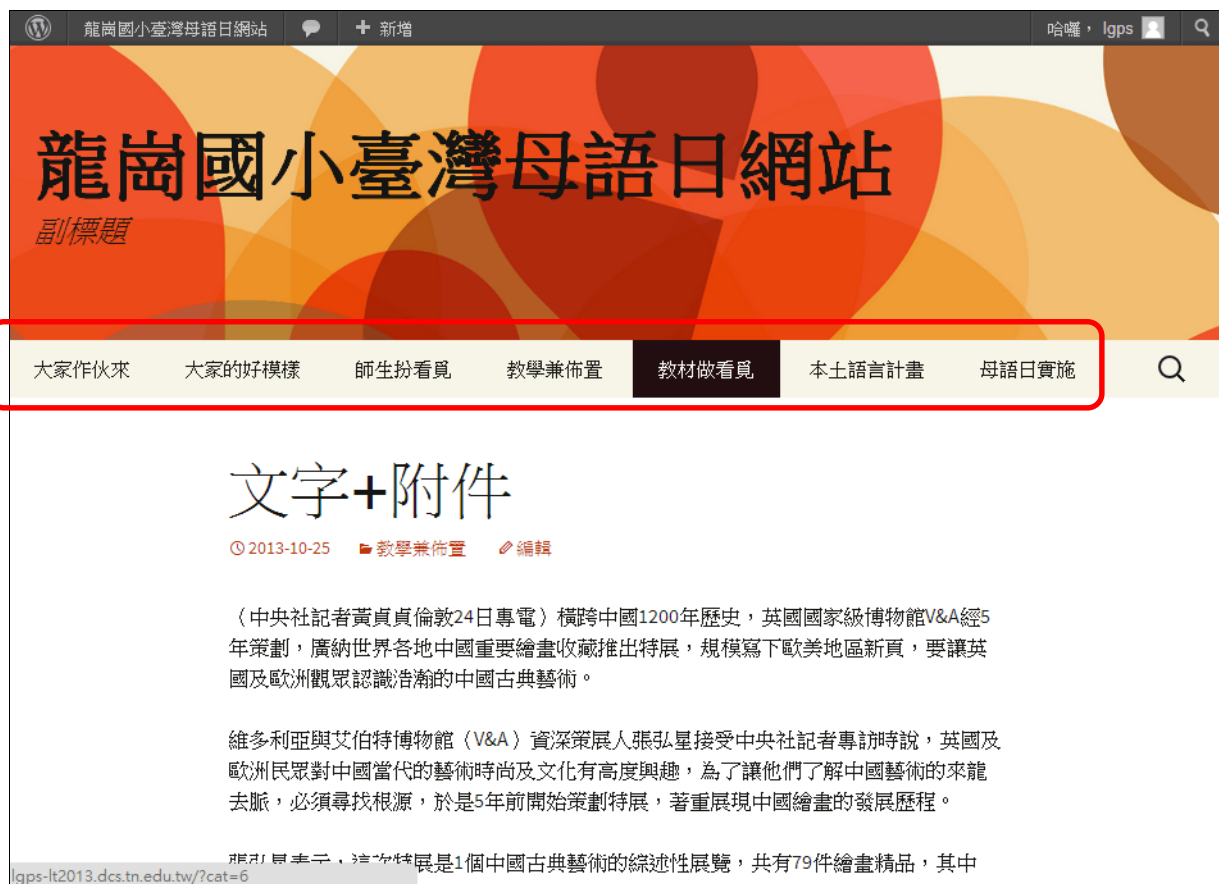 龍崗國小臺灣母語日網站 新增 哈囉， lgps
龍崗國小臺灣母語日網站
副標題
大家作伙來 大家的好模樣 師生扮看覓 教學兼佈置 教材做看覓 本土語言計畫 母語日實施
文字+附件
2013-10-25 教學兼佈置 編輯
（中央社記者黃貞貞倫敦24日專電）橫跨中國1200年歷史，英國國家級博物館V&A經5
年策劃，廣納世界各地中國重要繪畫收藏推出特展，規模寫下歐美地區新頁，要讓英
國及歐洲觀眾認識浩瀚的中國古典藝術。
維多利亞與艾伯特博物館（V&A）資深策展人張弘星接受中央社記者專訪時說，英國及
歐洲民眾對中國當代的藝術時尚及文化有高度興趣，為了讓他們了解中國藝術的來龍
去脈，必須尋找根源，於是5年前開始策劃特展，著重展現中國繪畫的發展歷程。
張弘星表示，這次特展是1個中國古典藝術的綜述性展覽，共有79件繪畫精品，其中
lgps-lt2013.dcs.tn.edu.tw/?cat=6